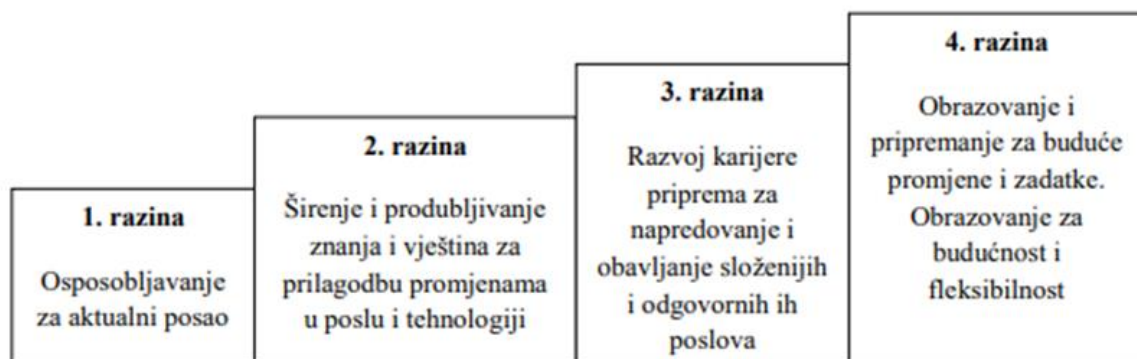 1. razina
Osposobljavanje
za aktualni posao
2. razina
Širenje i produbljivanje
znanja i vještina za
prilagodbu promjenama
u poslu i tehnologiji
3. razina
Razvoj karijere
priprema za
napredovanje i
obavljanje složenijih
i odgovornih ih
poslova
4. razina
Obrazovanje i
pripremanje za buduće
promjene i zadatke.
Obrazovanje za
budućnost i
fleksibilnost